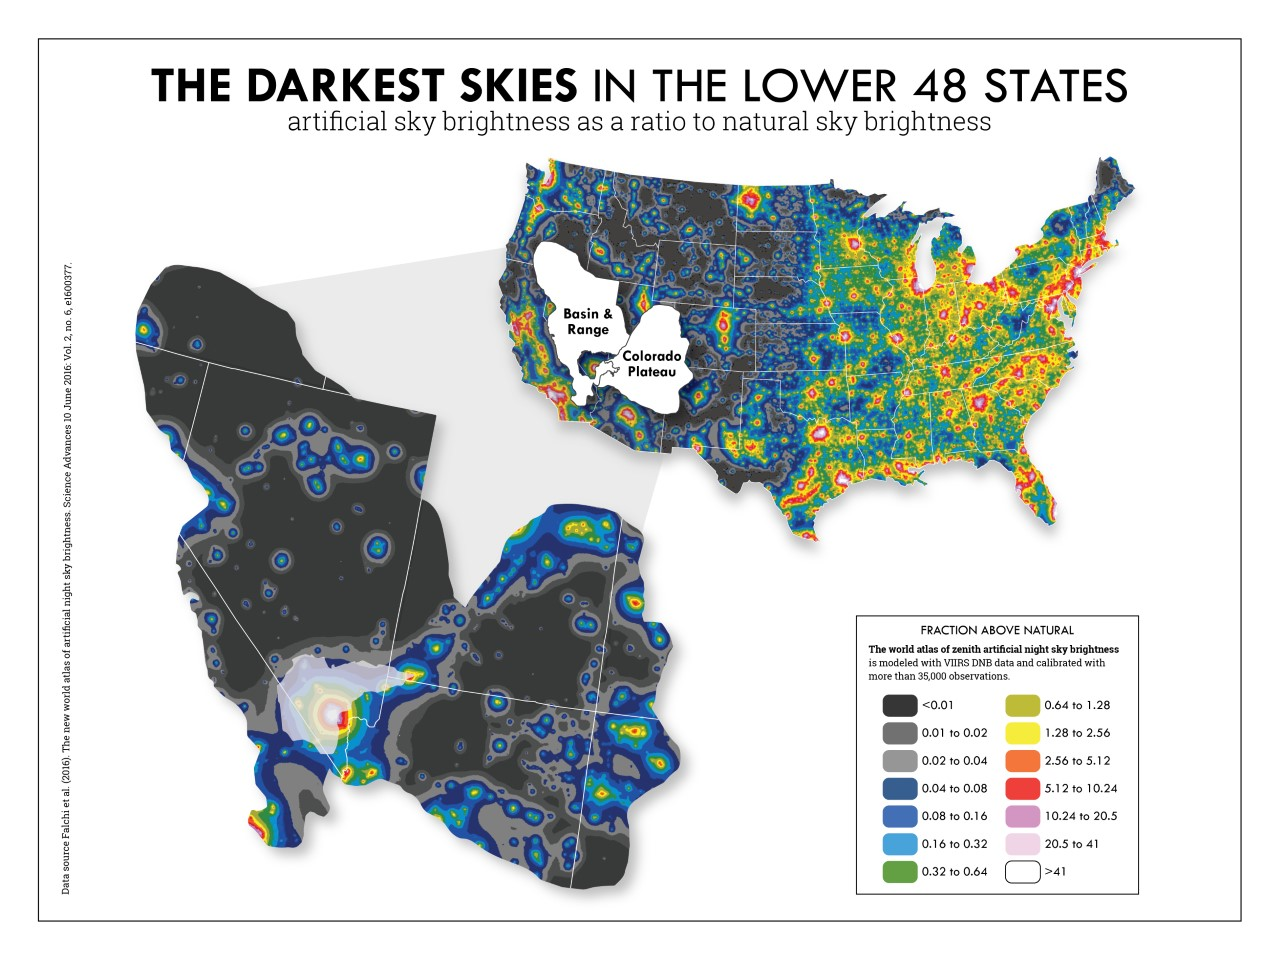 THE DARKEST SKIES IN THE LOWER 48 STATES
artificial sky brightness as a ratio to natural sky brightness
Basin &
Range
Colorado
Plateau
Data source Falchi et al. (2016). The new world atlas of artificial night sky brightness. Science Advances 10 June 2016: Vol. 2, no. 6, e1600377.
FRACTION ABOVE NATURAL
The world atlas of zenith artificial night sky brightness
is modeled with VIIRS DNB data and calibrated with
more than 35,000 observations.
<0.01
0.01 to 0.02
0.02 to 0.04
0.04 to 0.08
0.08 to 0.16
0.16 to 0.32
0.32 to 0.64
0.64 to 1.28
1.28 to 2.56
2.56 to 5.12
5.12 to 10.24
10.24 to 20.5
20.5 to 41
>41